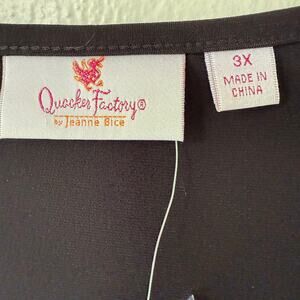 Quacker Factory®
by Jeanne Bice
3X
MADE IN
CHINA